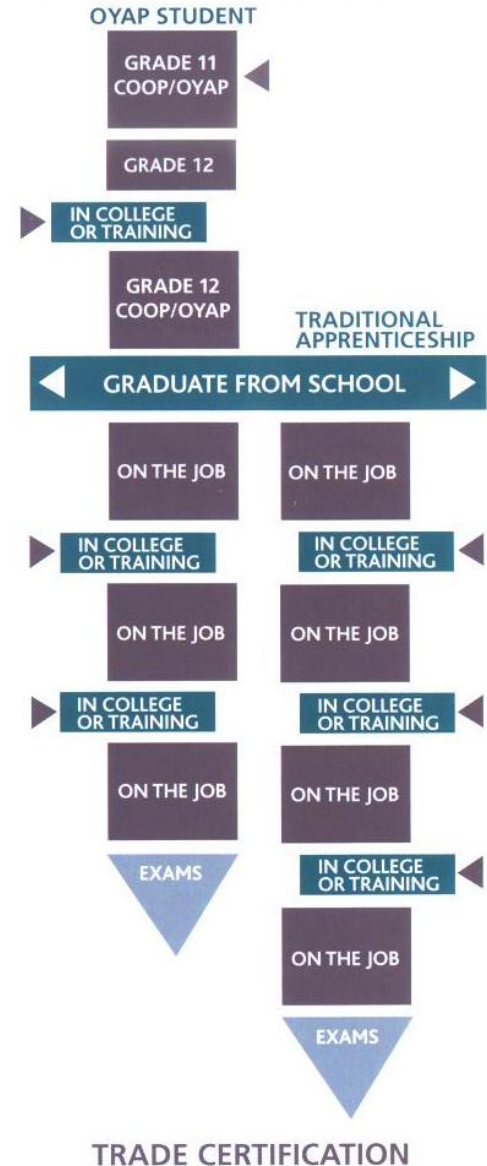 OYAP STUDENT
GRADE 11
COOP/OYAP
GRADE 12
IN COLLEGE
OR TRAINING
GRADE 12
COOP/OYAP
TRADITIONAL
APPRENTICESHIP
GRADUATE FROM SCHOOL
ON THE JOB
ON THE JOB
IN COLLEGE
OR TRAINING
IN COLLEGE
OR TRAINING
ON THE JOB
ON THE JOB
IN COLLEGE
OR TRAINING
IN COLLEGE
OR TRAINING
ON THE JOB
ON THE JOB
EXAMS
IN COLLEGE
OR TRAINING
ON THE JOB
EXAMS
TRADE CERTIFICATION